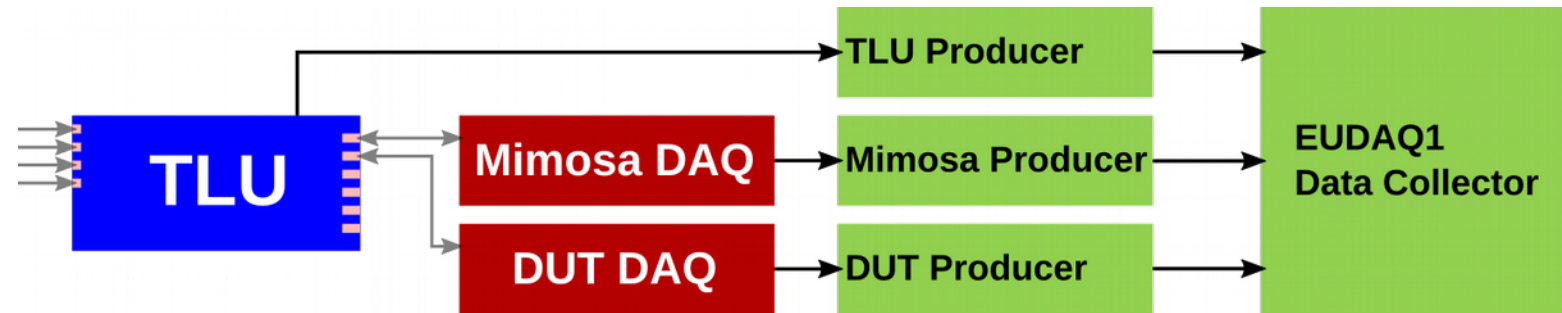 TLU Producer
TLU
Mimosa DAQ
Mimosa Producer
EUDAQ1
Data Collector
DUT DAQ
DUT Producer